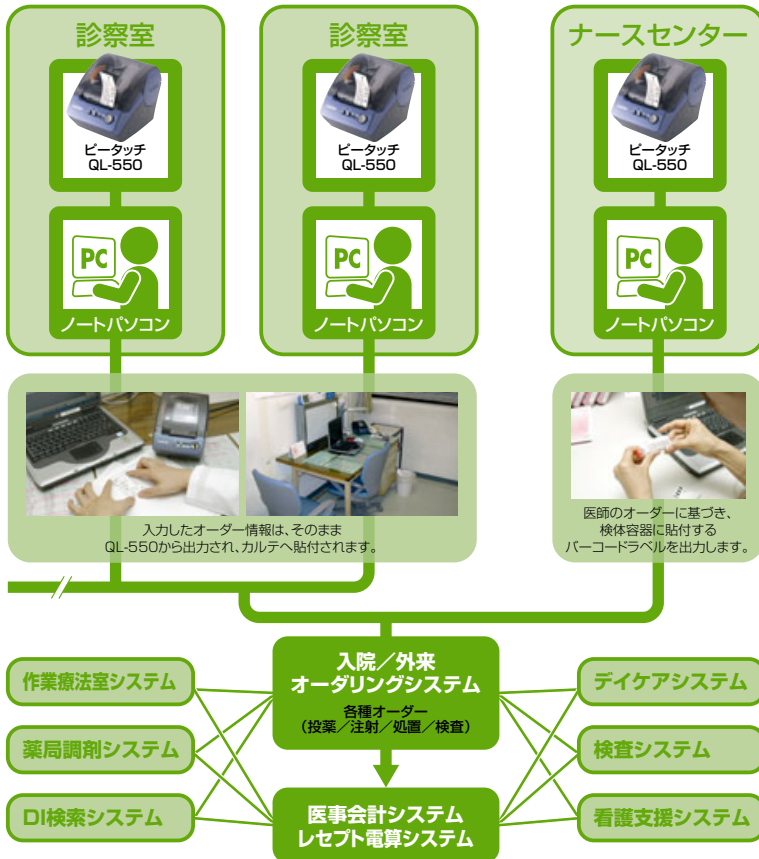 診察室
診察室
ナースセンター
ピータッチ
QL-550
ピータッチ
QL-550
ピータッチ
QL-550
PC
PC
PC
ノートパソコン
ノートパソコン
ノートパソコン
入力したオーダー情報は、そのまま
QL-550から出力され、カルテへ貼付されます。
医師のオーダーに基づき、
検体容器に貼付する
バーコードラベルを出力します。
入院／外来
オーダリングシステム
各種オーダー
（投薬／注射／処置／検査）
作業療法室システム
薬局調剤システム
DI検索システム
デイケアシステム
検査システム
看護支援システム
医事会計システム
レセプト電算システム